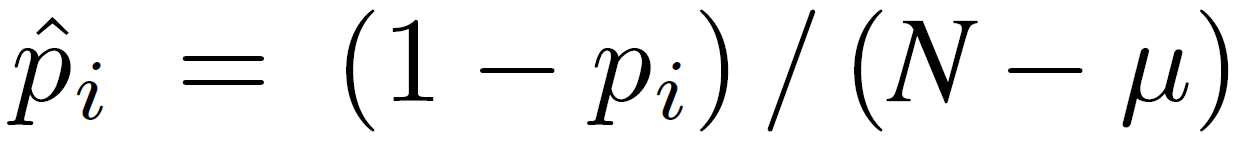 p̂ᵢ = (1 − pᵢ) / (N − μ)